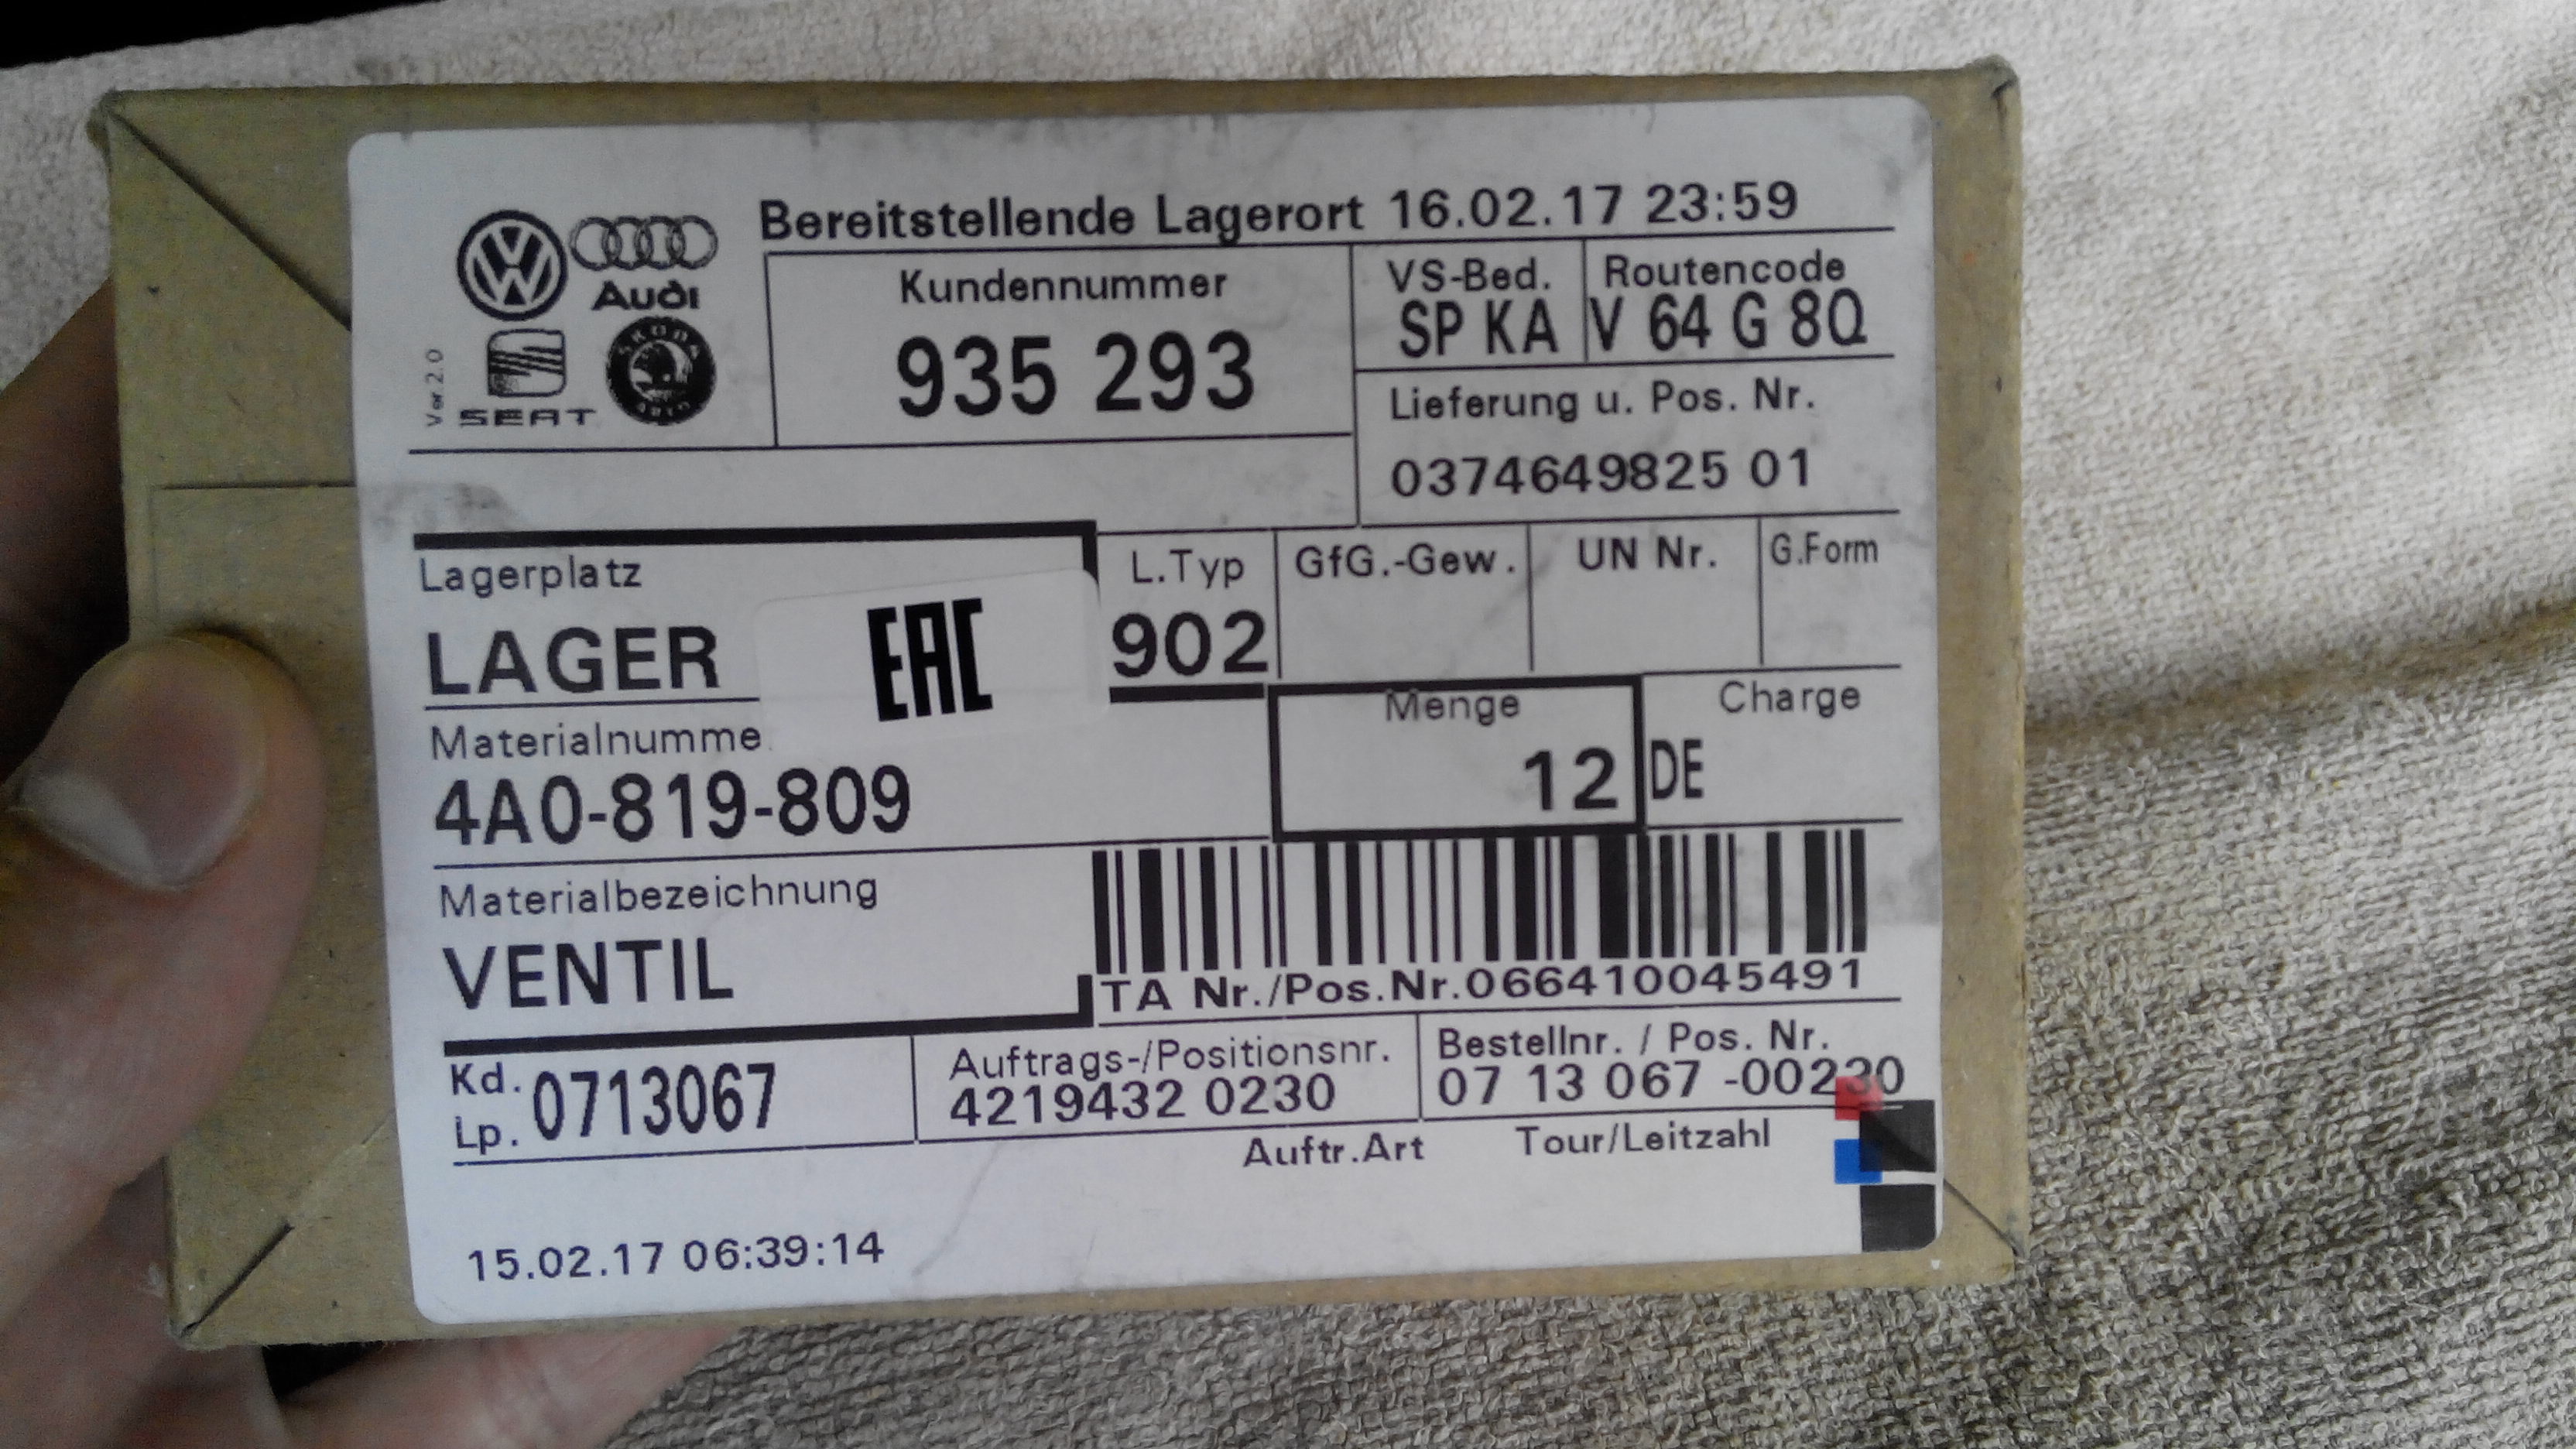 Bereitstellende Lagerort 16.02.17 23:59
Audi
SEAT
SKODA
AUTO
Ver.2.0
Kundennummer
935 293
VS-Bed.
SP KA
Routencode
V 64 G 8Q
Lieferung u. Pos. Nr.
0374649825 01
Lagerplatz
LAGER
EAC
L.Typ
902
GfG.-Gew.
UN Nr.
G.Form
Materialnumme
4A0-819-809
Menge
12
Charge
DE
Materialbezeichnung
VENTIL
TA Nr./Pos.Nr.066410045491
Kd.
Lp. 0713067
Auftrags-/Positionsnr.
4219432 0230
Bestellnr. / Pos. Nr.
07 13 067 -00230
Auftr.Art
Tour/Leitzahl
15.02.17 06:39:14